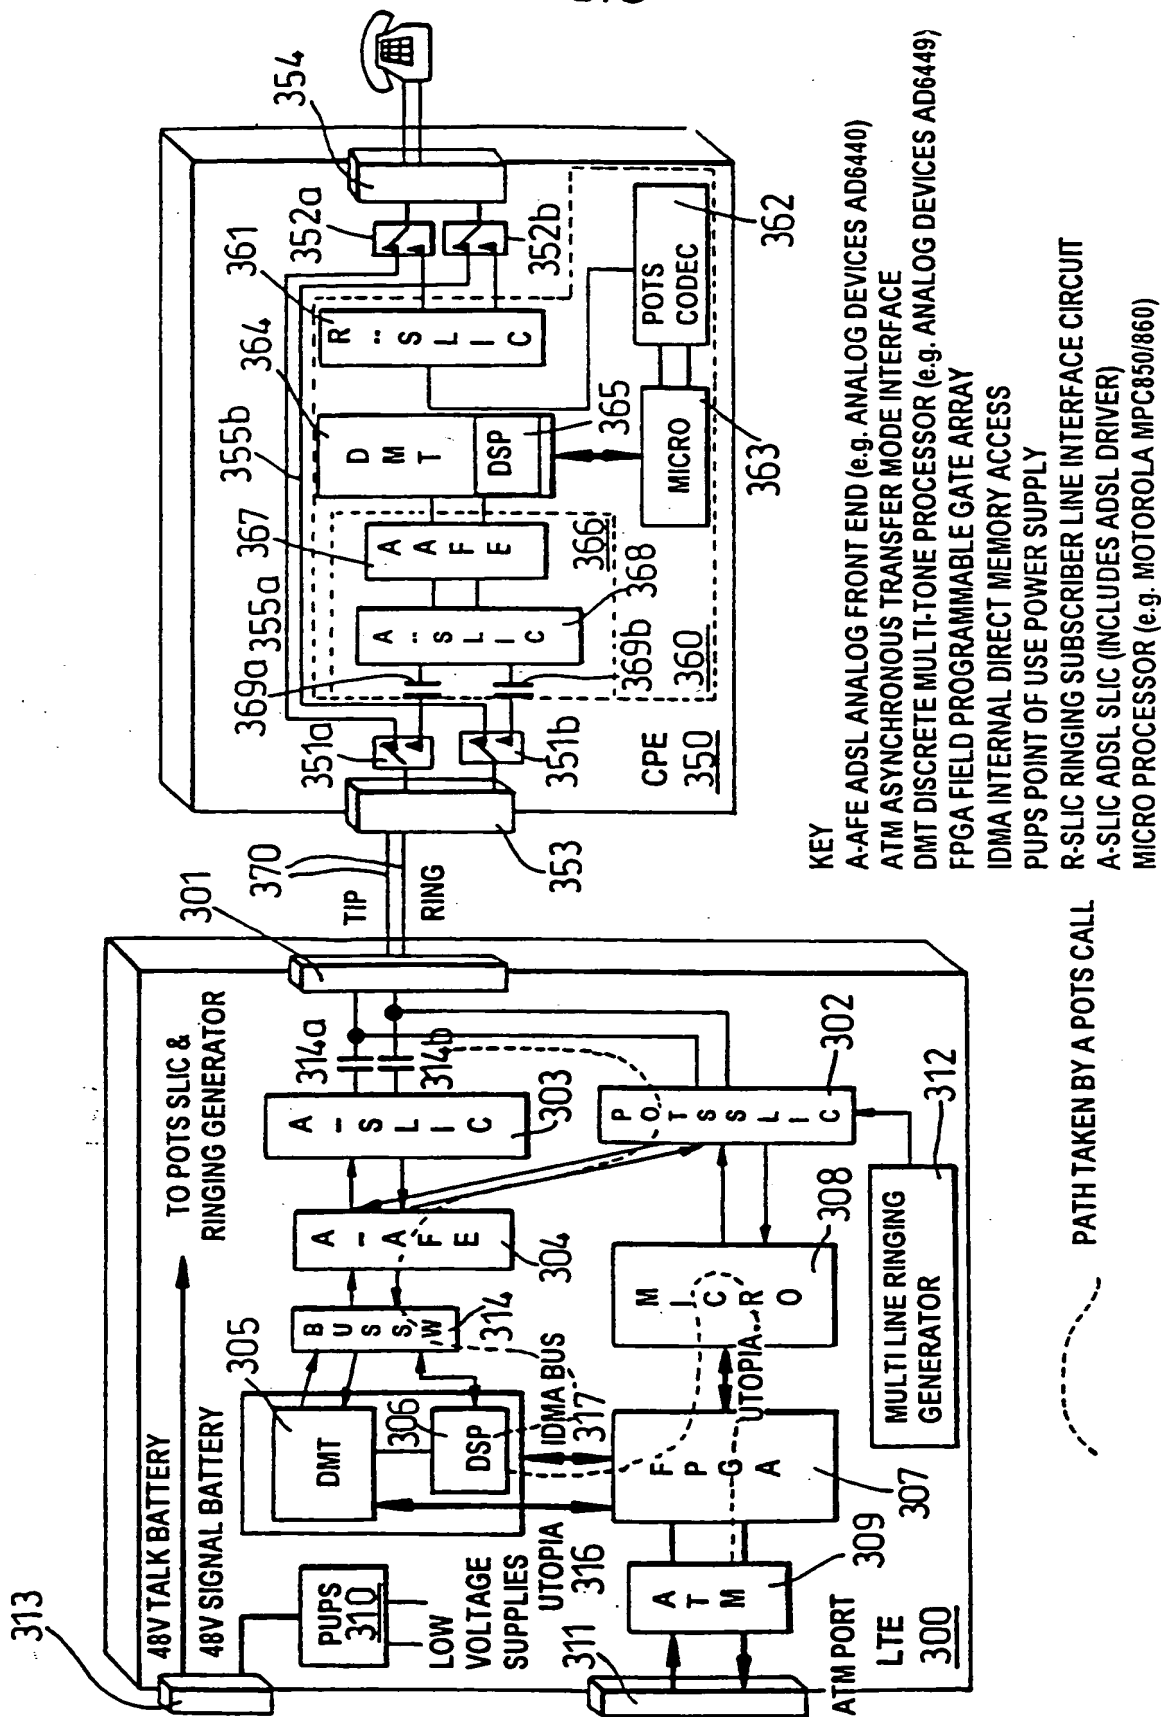 313
48V TALK BATTERY
48V SIGNAL BATTERY
TO POTS SLIC &
RINGING GENERATOR
PUPS
310
LOW
VOLTAGE
SUPPLIES
305
DMT
306
DSP
UTOPIA
316
IDMA BUS
317
BUS SW
314
A-AFE
304
A-SLIC
303
314a
314b
301
311
ATM PORT
ATM
309
FPGA
307
UTOPIA
MICRO
308
POTS SLIC
302
MULTI LINE RINGING
GENERATOR
312
LTE
300
TIP
370
RING
353
351a
351b
369a
369b
355a
355b
367
A-AFE
366
A-SLIC
368
360
364
DMT
DSP
365
361
R-SLIC
352a
352b
354
MICRO
363
POTS
CODEC
362
CPE
350
PATH TAKEN BY A POTS CALL
KEY
A-AFE ADSL ANALOG FRONT END (e.g. ANALOG DEVICES AD6440)
ATM ASYNCHRONOUS TRANSFER MODE INTERFACE
DMT DISCRETE MULTI-TONE PROCESSOR (e.g. ANALOG DEVICES AD6449)
FPGA FIELD PROGRAMMABLE GATE ARRAY
IDMA INTERNAL DIRECT MEMORY ACCESS
PUPS POINT OF USE POWER SUPPLY
R-SLIC RINGING SUBSCRIBER LINE INTERFACE CIRCUIT
A-SLIC ADSL SLIC (INCLUDES ADSL DRIVER)
MICRO PROCESSOR (e.g. MOTOROLA MPC850/860)